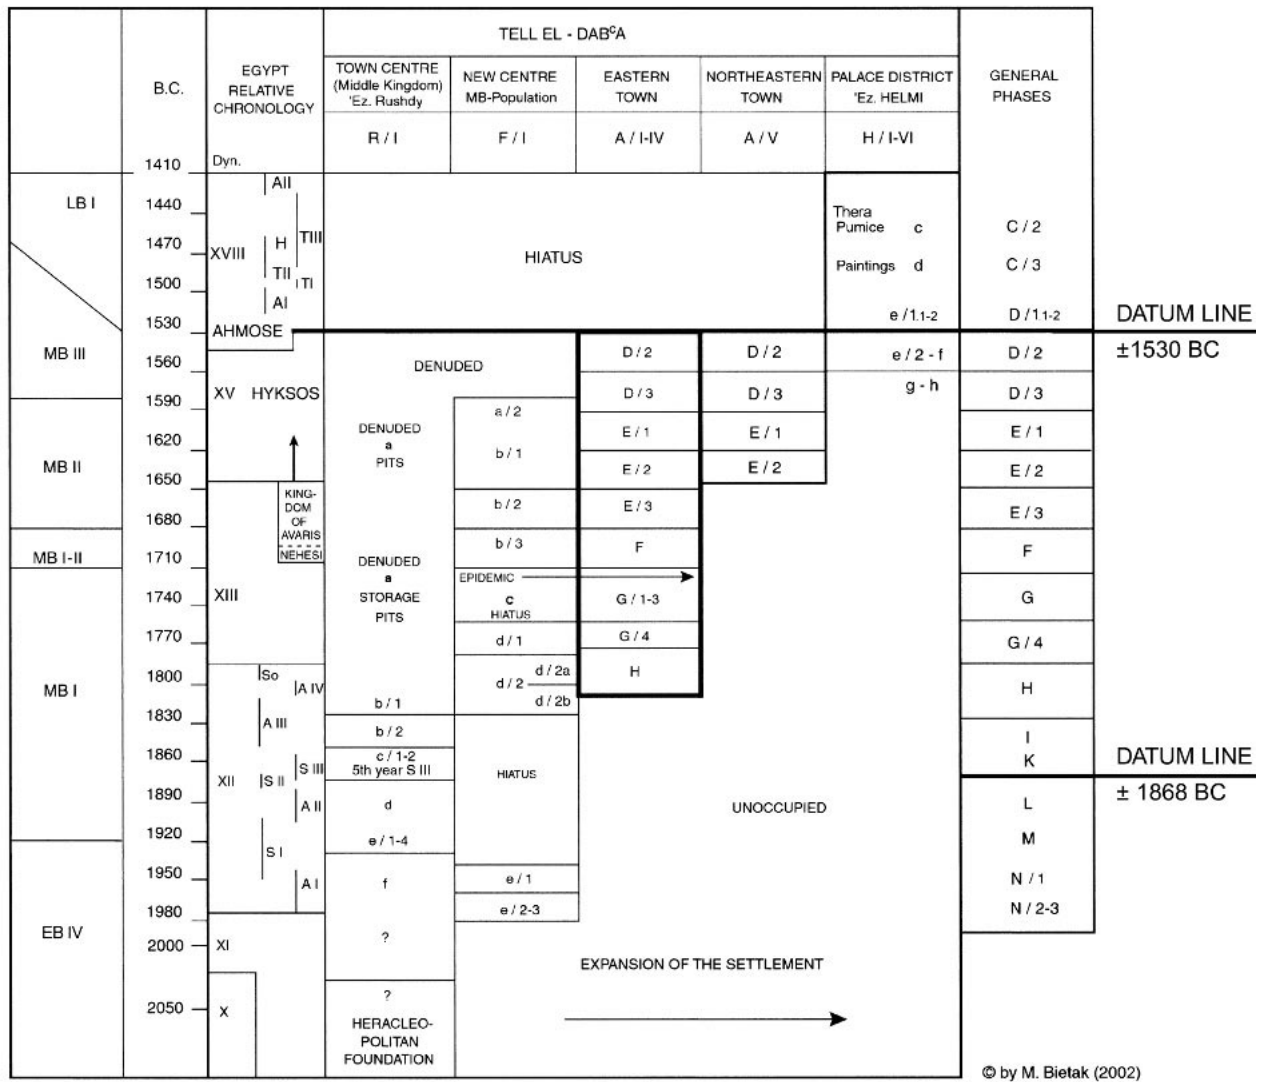 TELL EL - DABᶜA
B.C.
EGYPT
RELATIVE
CHRONOLOGY
TOWN CENTRE
(Middle Kingdom)
'Ez. Rushdy
NEW CENTRE
MB-Population
EASTERN
TOWN
NORTHEASTERN
TOWN
PALACE DISTRICT
'Ez. HELMI
GENERAL
PHASES
R / I
F / I
A / I-IV
A / V
H / I-VI
Dyn.
LB I
MB III
MB II
MB I-II
MB I
EB IV
1410
1440
1470
1500
1530
1560
1590
1620
1650
1680
1710
1740
1770
1800
1830
1860
1890
1920
1950
1980
2000
2050
AII
XVIII
H
TIII
TII
TI
AI
AHMOSE
XV HYKSOS
KING-
DOM
OF
AVARIS
NEHESI
XIII
So
A IV
A III
XII
S III
S II
A II
S I
A I
XI
X
HIATUS
DENUDED
DENUDED
a
PITS
DENUDED
a
STORAGE
PITS
b / 1
b / 2
c / 1-2
5th year S III
d
e / 1-4
f
?
?
HERACLEO-
POLITAN
FOUNDATION
a / 2
b / 1
b / 2
b / 3
EPIDEMIC
c
HIATUS
d / 1
d / 2
d / 2a
d / 2b
HIATUS
e / 1
e / 2-3
D / 2
D / 3
E / 1
E / 2
E / 3
F
G / 1-3
G / 4
H
D / 2
D / 3
E / 1
E / 2
Thera
Pumice c
Paintings d
e / 1.1-2
e / 2 - f
g - h
UNOCCUPIED
EXPANSION OF THE SETTLEMENT
C / 2
C / 3
D / 1.1-2
D / 2
D / 3
E / 1
E / 2
E / 3
F
G
G / 4
H
I
K
L
M
N / 1
N / 2-3
DATUM LINE
±1530 BC
DATUM LINE
± 1868 BC
© by M. Bietak (2002)